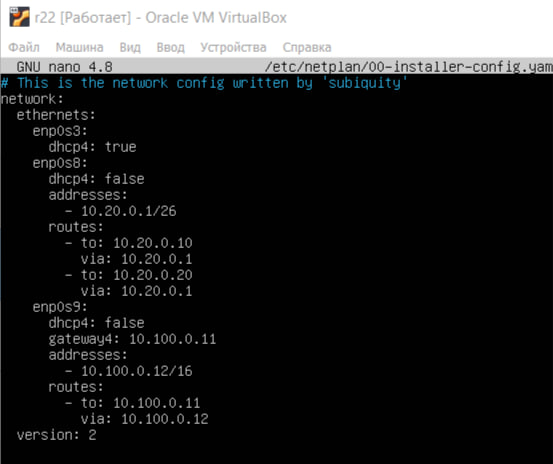 r22 [Работает] - Oracle VM VirtualBox
Файл Машина Вид Ввод Устройства Справка
GNU nano 4.8 /etc/netplan/00-installer-config.yam
# This is the network config written by 'subiquity'
network:
  ethernets:
    enp0s3:
      dhcp4: true
    enp0s8:
      dhcp4: false
      addresses:
        - 10.20.0.1/26
      routes:
        - to: 10.20.0.10
          via: 10.20.0.1
        - to: 10.20.0.20
          via: 10.20.0.1
    enp0s9:
      dhcp4: false
      gateway4: 10.100.0.11
      addresses:
        - 10.100.0.12/16
      routes:
        - to: 10.100.0.11
          via: 10.100.0.12
  version: 2